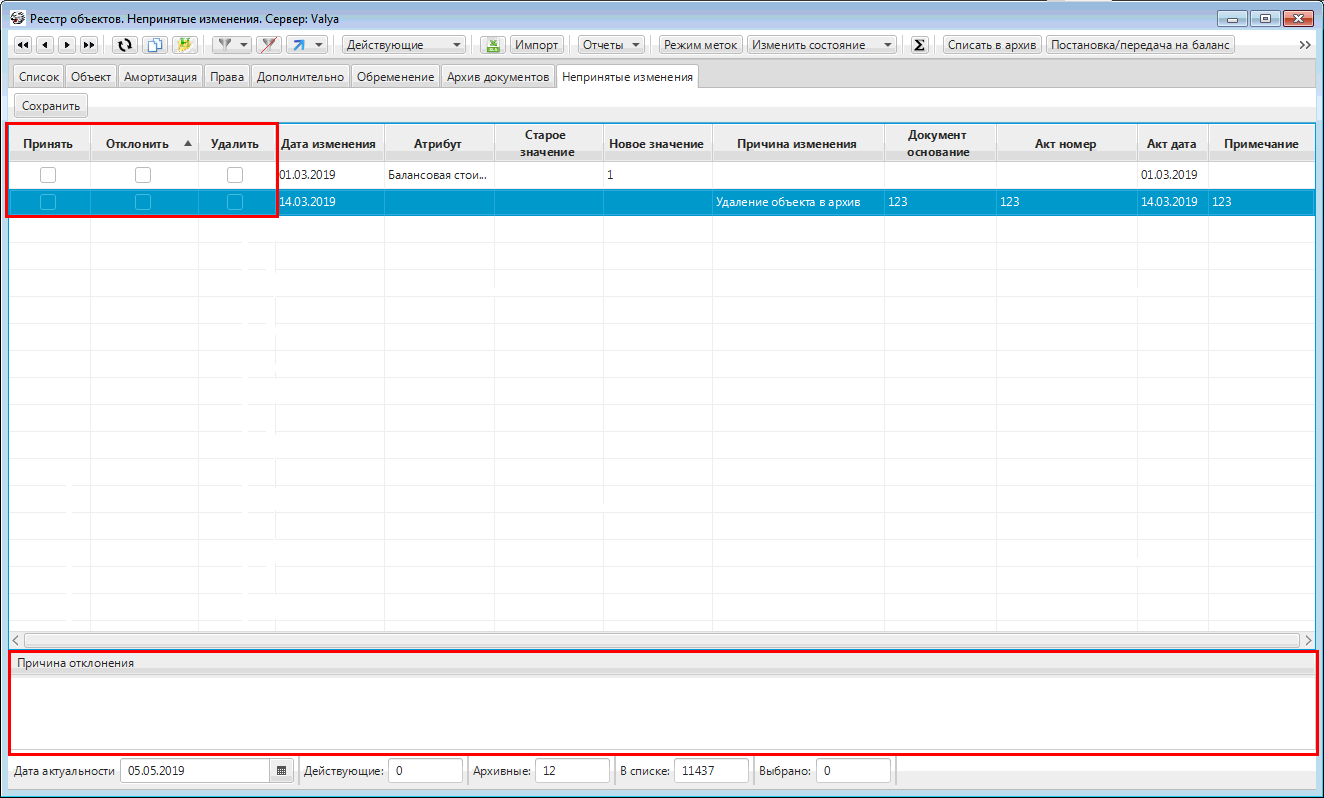 Реестр объектов. Непринятые изменения. Сервер: Valya
Действующие Импорт Отчеты Режим меток Изменить состояние Σ Списать в архив Постановка/передача на баланс
Список Объект Амортизация Права Дополнительно Обременение Архив документов Непринятые изменения
Сохранить
Принять Отклонить Удалить Дата изменения Атрибут Старое значение Новое значение Причина изменения Документ основание Акт номер Акт дата Примечание
01.03.2019 Балансовая стои... 1 01.03.2019
14.03.2019 Удаление объекта в архив 123 123 14.03.2019 123
Причина отклонения
Дата актуальности 05.05.2019 Действующие: 0 Архивные: 12 В списке: 11437 Выбрано: 0